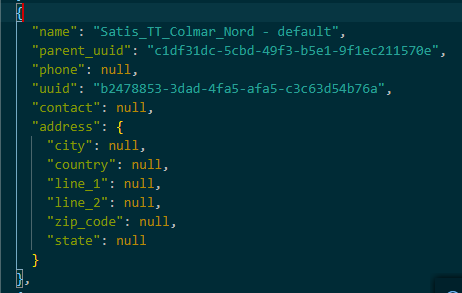 {
"name": "Satis_TT_Colmar_Nord - default",
"parent_uuid": "c1df31dc-5cbd-49f3-b5e1-9f1ec211570e",
"phone": null,
"uuid": "b2478853-3dad-4fa5-afa5-c3c63d54b76a",
"contact": null,
"address": {
"city": null,
"country": null,
"line_1": null,
"line_2": null,
"zip_code": null,
"state": null
}
},